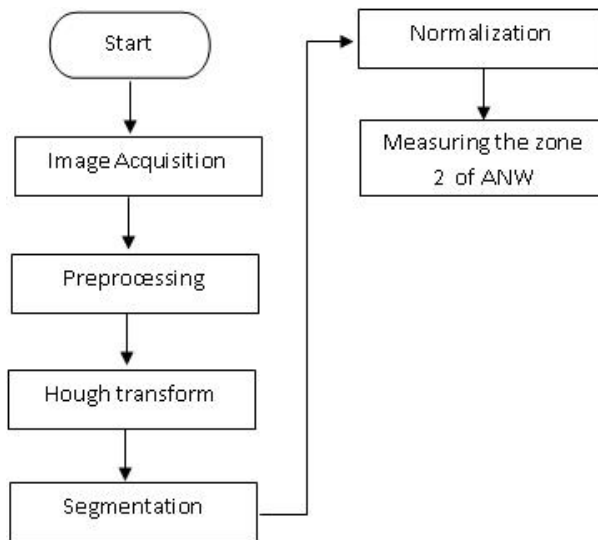 Start
Image Acquisition
Preprocessing
Hough transform
Segmentation
Normalization
Measuring the zone
2 of ANW